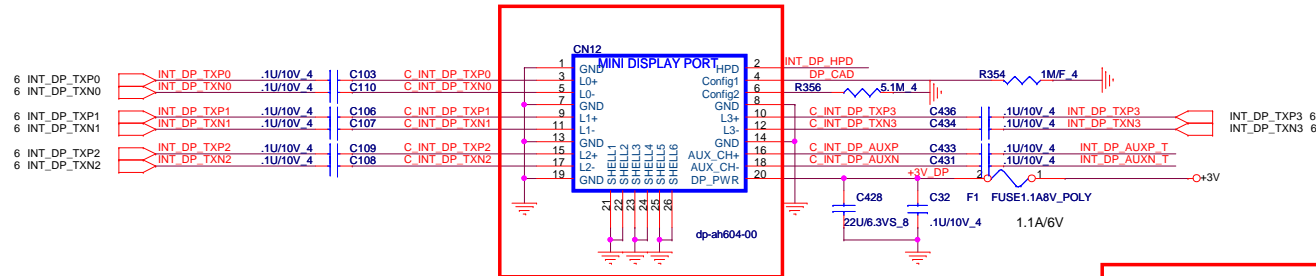 CN12
MINI DISPLAY PORT
6 INT_DP_TXP0 INT_DP_TXP0 .1U/10V_4 C103 C_INT_DP_TXP0
6 INT_DP_TXN0 INT_DP_TXN0 .1U/10V_4 C110 C_INT_DP_TXN0
6 INT_DP_TXP1 INT_DP_TXP1 .1U/10V_4 C106 C_INT_DP_TXP1
6 INT_DP_TXN1 INT_DP_TXN1 .1U/10V_4 C107 C_INT_DP_TXN1
6 INT_DP_TXP2 INT_DP_TXP2 .1U/10V_4 C109 C_INT_DP_TXP2
6 INT_DP_TXN2 INT_DP_TXN2 .1U/10V_4 C108 C_INT_DP_TXN2
1 GND HPD 2 INT_DP_HPD
3 L0+ Config1 4 DP_CAD R354 1M/F_4
5 L0- Config2 6 R356 5.1M_4
7 GND GND 8
9 L1+ L3+ 10 C_INT_DP_TXP3 C436 .1U/10V_4 INT_DP_TXP3 INT_DP_TXP3 6
11 L1- L3- 12 C_INT_DP_TXN3 C434 .1U/10V_4 INT_DP_TXN3 INT_DP_TXN3 6
13 GND GND 14
15 L2+ AUX_CH+ 16 C_INT_DP_AUXP C433 .1U/10V_4 INT_DP_AUXP_T
17 L2- AUX_CH- 18 C_INT_DP_AUXN C431 .1U/10V_4 INT_DP_AUXN_T
19 GND DP_PWR 20 +3V_DP 2 1 +3V
SHELL1 SHELL2 SHELL3 SHELL4 SHELL5 SHELL6
21 22 23 24 25 26
dp-ah604-00
C428 C32 F1 FUSE1.1A8V_POLY
22U/6.3VS_8 .1U/10V_4 1.1A/6V